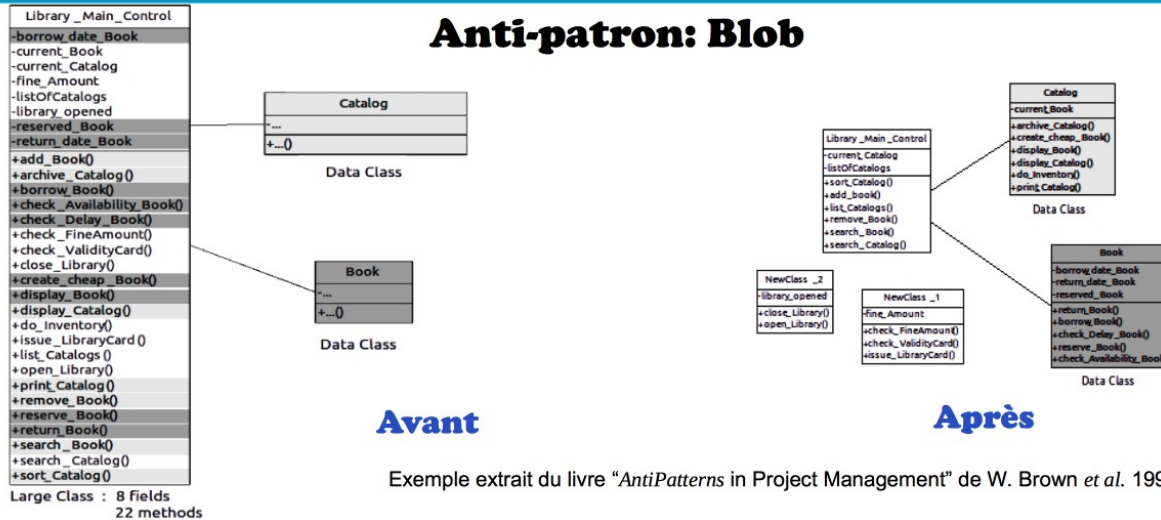 Anti-patron: Blob
Library _Main_Control
-borrow_date_Book
-current_Book
-current_Catalog
-fine_Amount
-listOfCatalogs
-library_opened
-reserved_Book
-return_date_Book
+add_Book()
+archive_Catalog()
+borrow_Book()
+check_Availability_Book()
+check_Delay_Book()
+check_FineAmount()
+check_ValidityCard()
+close_Library()
+create_cheap_Book()
+display_Book()
+display_Catalog()
+do_Inventory()
+issue_LibraryCard ()
+list_Catalogs ()
+open_Library()
+print_Catalog()
+remove_Book()
+reserve_Book()
+return_Book()
+search_Book()
+search_Catalog()
+sort_Catalog()
Large Class : 8 fields
22 methods
Catalog
-...
+...()
Data Class
Book
-...
+...()
Data Class
Avant
Library _Main_Control
-current_Catalog
-listOfCatalogs
+sort_Catalog()
+add_book()
+list_Catalogs()
+remove_Book()
+search_Book()
+search_Catalog()
Catalog
-current_Book
+archive_Catalog()
+create_cheap_Book()
+display_Book()
+display_Catalog()
+do_Inventory()
+print_Catalog()
Data Class
NewClass _2
-library_opened
+close_Library()
+open_Library()
NewClass _1
-fine_Amount
+check_FineAmount()
+check_ValidityCard()
+issue_LibraryCard()
Book
-borrow_date_Book
-return_date_Book
-reserved_Book
+return_Book()
+borrow_Book()
+check_Delay_Book()
+reserve_Book()
+check_Availability_Boo
Data Class
Après
Exemple extrait du livre “AntiPatterns in Project Management” de W. Brown et al. 199